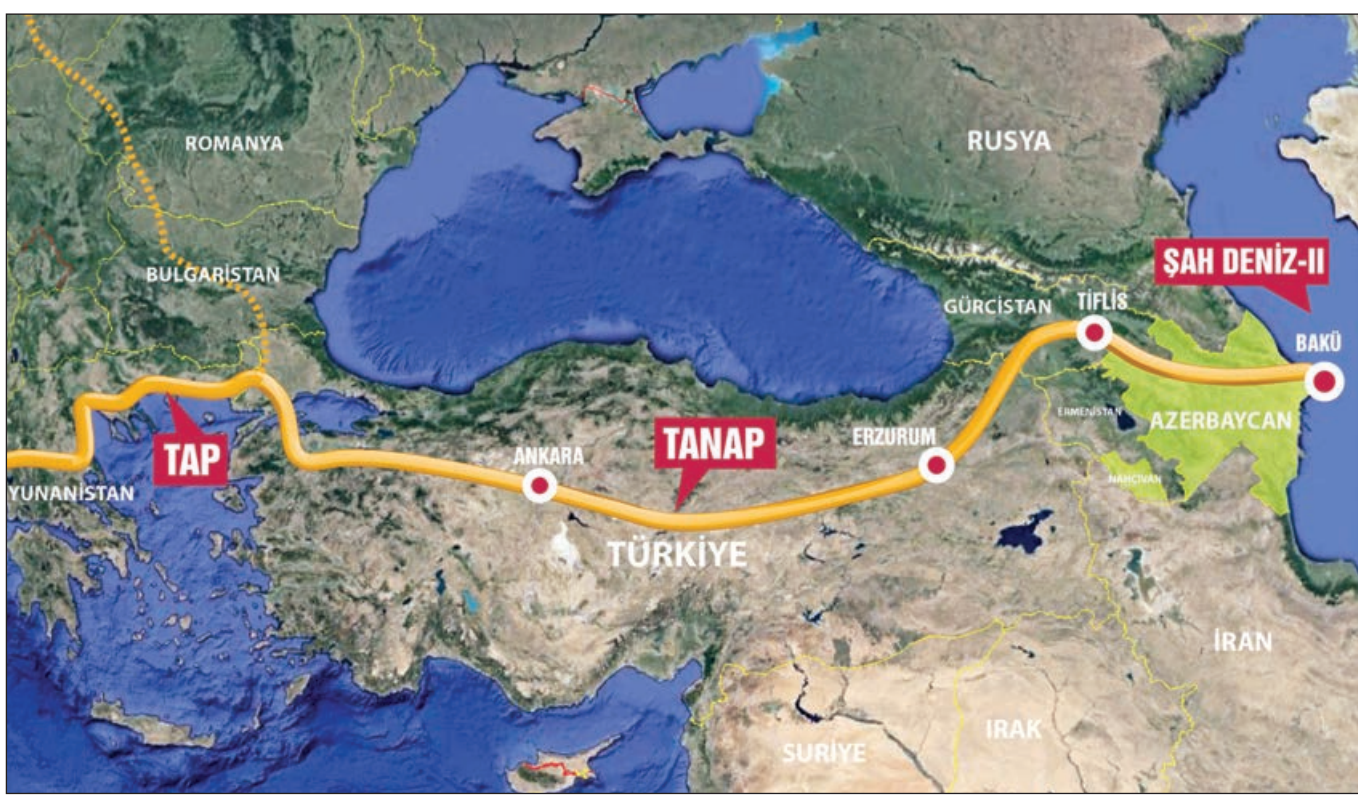 ROMANYA
RUSYA
BULGARİSTAN
ŞAH DENİZ-II
GÜRCİSTAN
TİFLİS
BAKÜ
ERMENİSTAN
AZERBAYCAN
TAP
ANKARA
TANAP
ERZURUM
NAHÇIVAN
YUNANİSTAN
TÜRKİYE
İRAN
IRAK
SURİYE